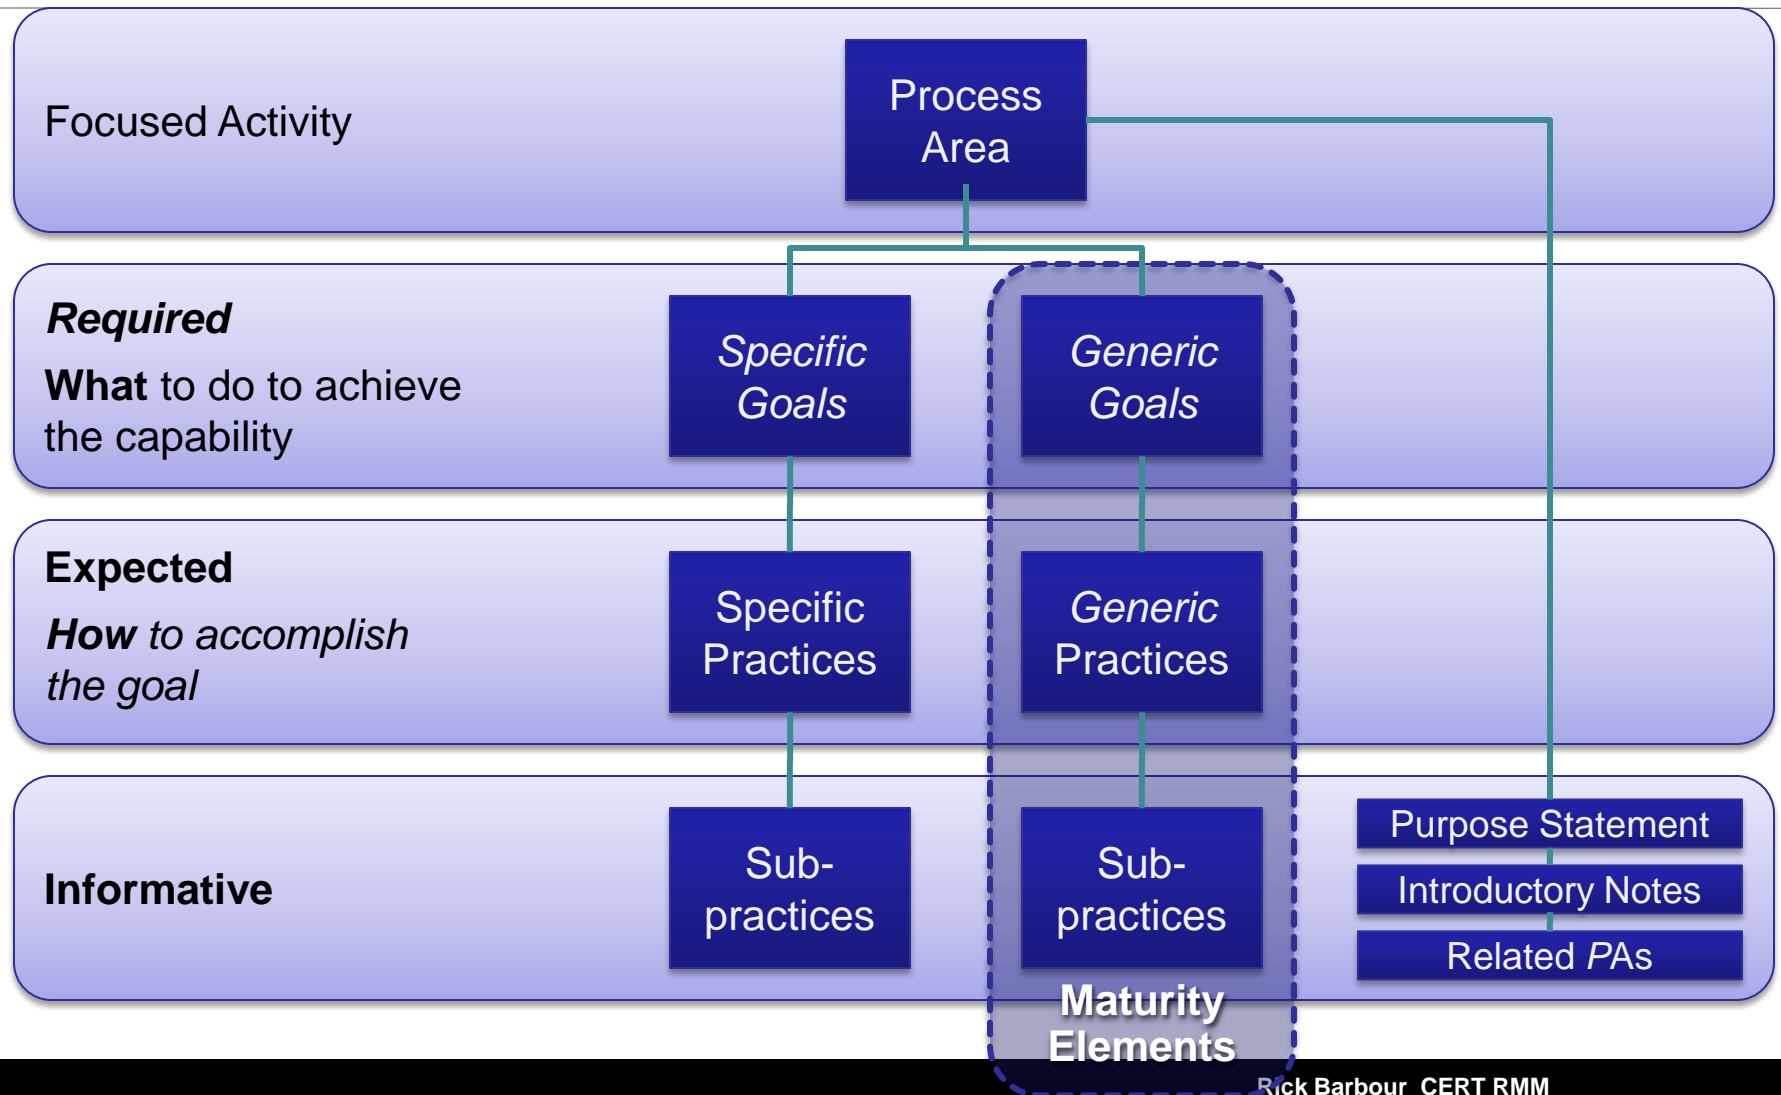 Focused Activity
Process
Area
Required
What to do to achieve
the capability
Specific
Goals
Generic
Goals
Expected
How to accomplish
the goal
Specific
Practices
Generic
Practices
Informative
Sub-
practices
Sub-
practices
Purpose Statement
Introductory Notes
Related PAs
Maturity
Elements
Rick Barbour CERT RMM